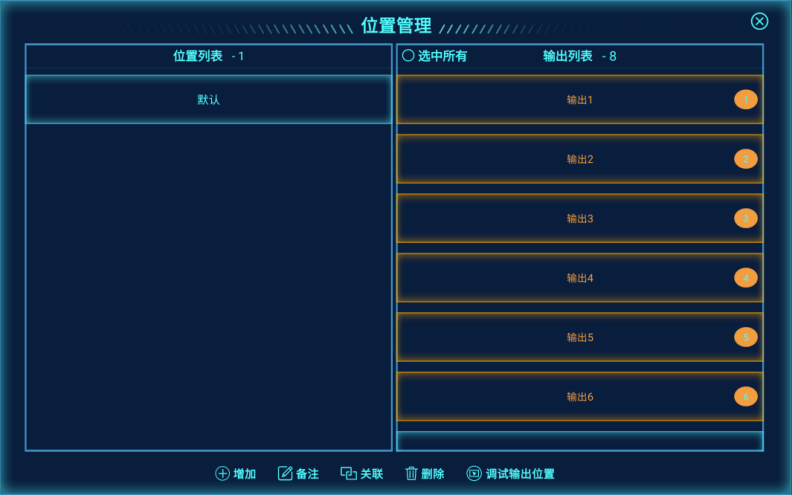 位置管理
位置列表 - 1
默认
选中所有 输出列表 - 8
输出1 1
输出2 2
输出3 3
输出4 4
输出5 5
输出6 6
增加 备注 关联 删除 调试输出位置